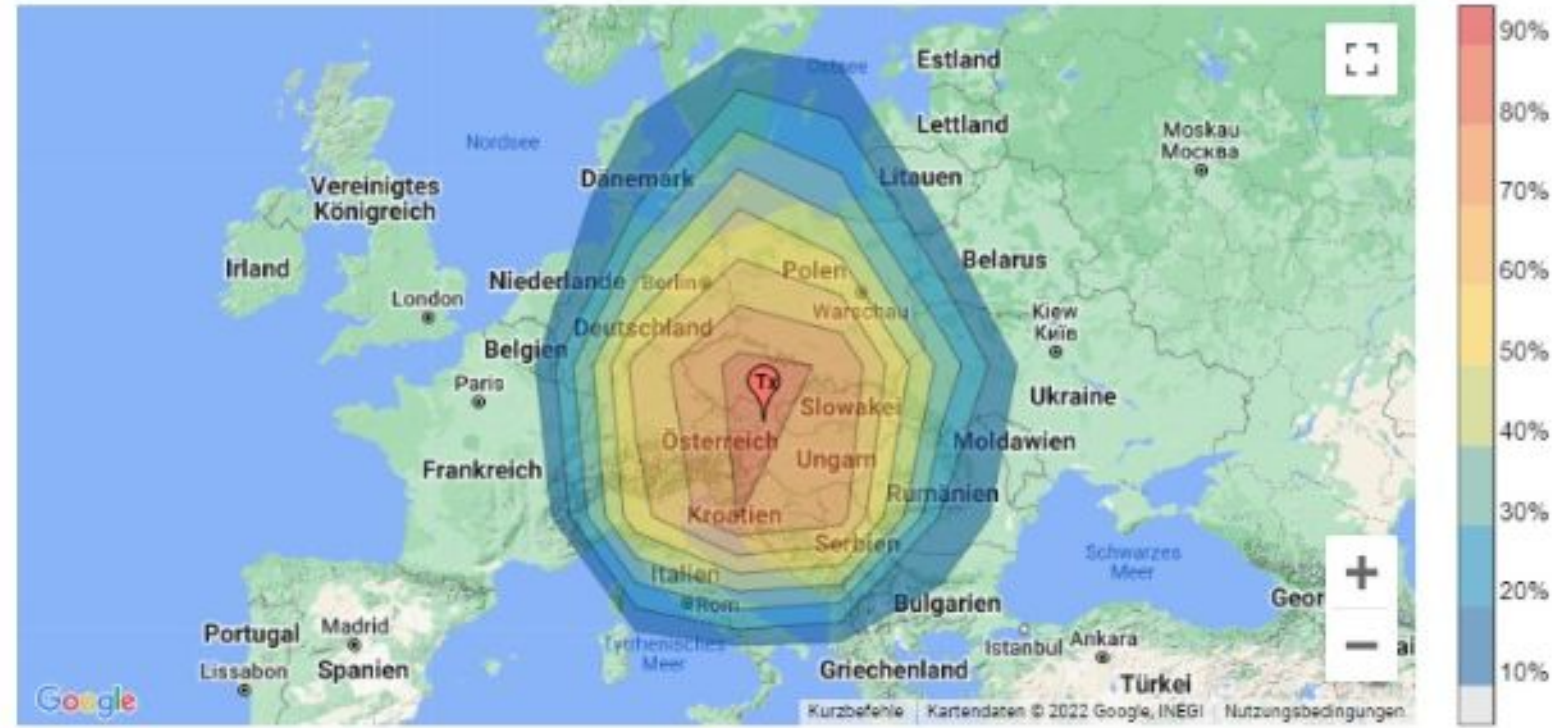 Estland
Ostsee
Lettland
Moskau
Москва
Nordsee
Vereinigtes
Königreich
Dänemark
Litauen
Irland
Niederlande
Berlin
Polen
Belarus
London
Warschau
Kiew
Київ
Deutschland
Belgien
Paris
Tx
Slowakei
Ukraine
Österreich
Moldawien
Frankreich
Ungarn
Rumänien
Kroatien
Serbien
Schwarzes
Meer
Italien
Rom
Bulgarien
Geor
Portugal
Madrid
Tyrrhenisches
Meer
Istanbul
Ankara
ai
Lissabon
Spanien
Griechenland
Türkei
Google
Kurzbefehle
Kartendaten © 2022 Google, INEGI
Nutzungsbedingungen
+
−
90%
80%
70%
60%
50%
40%
30%
20%
10%